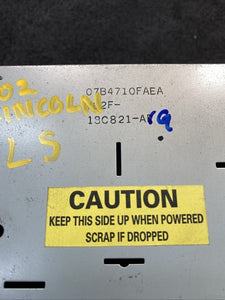 07B4710FAEA
02
2F-
LINCOLN
18C821-A
LS
CAUTION
KEEP THIS SIDE UP WHEN POWERED
SCRAP IF DROPPED